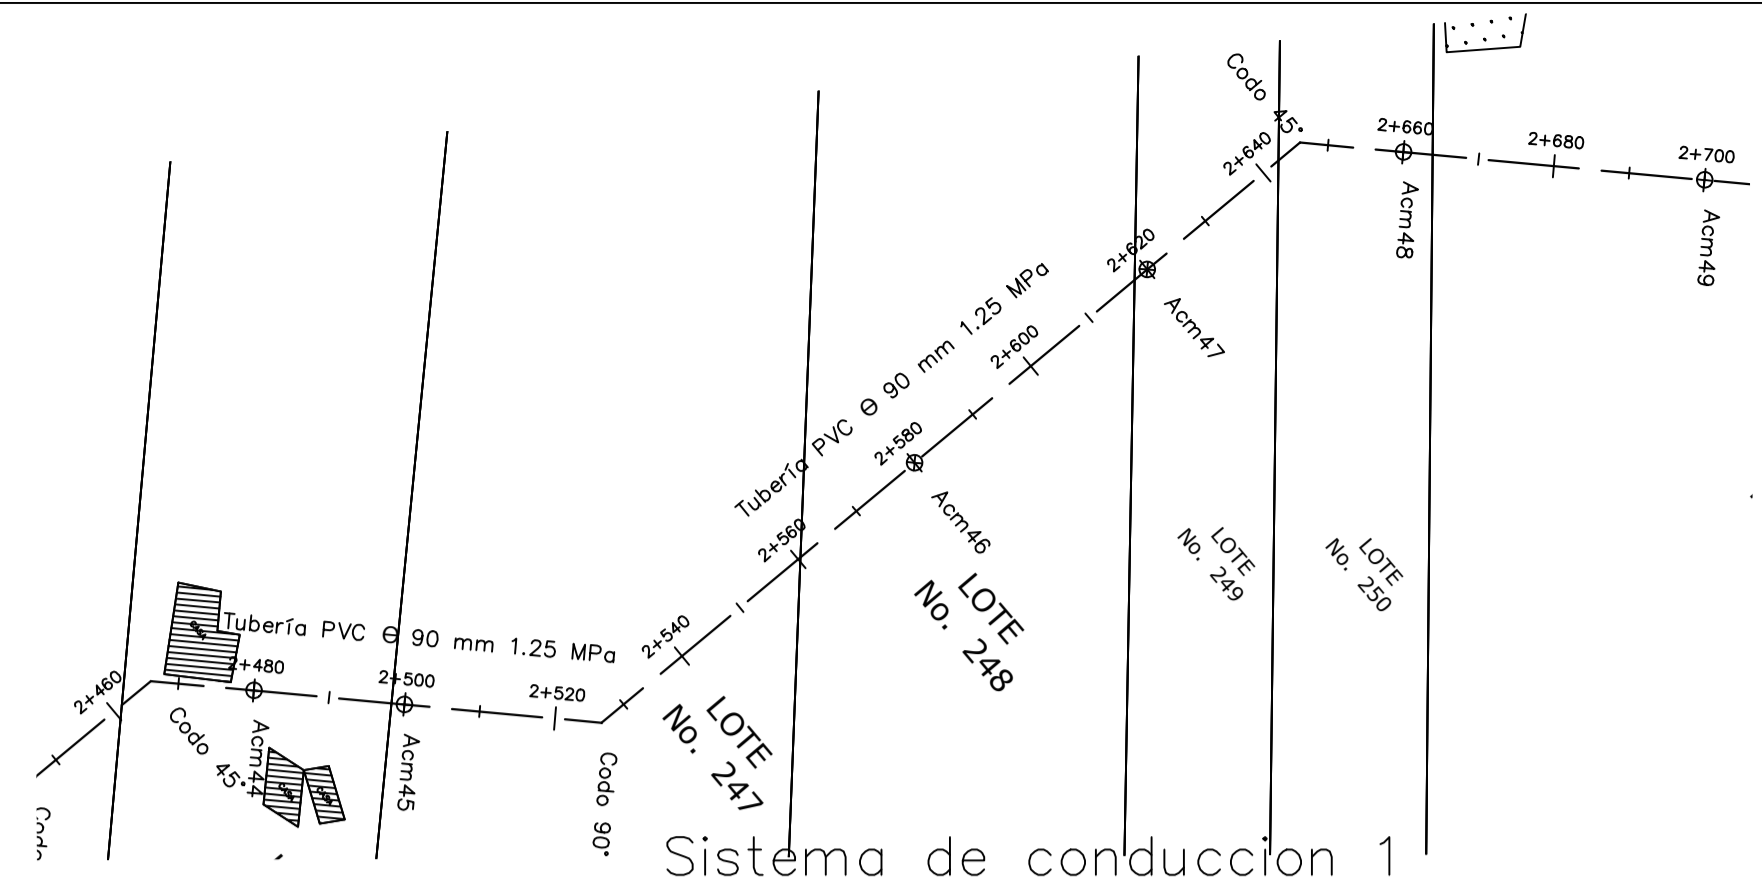 Codo 45°
2+640
2+660
2+680
2+700
Acm48
Acm49
2+620
Acm47
Tubería PVC Ө 90 mm 1.25 MPa
2+600
2+580
Acm46
2+560
2+540
LOTE
No. 249
LOTE
No. 250
LOTE
No. 248
LOTE
No. 247
CASA
Tubería PVC Ө 90 mm 1.25 MPa
2+460
2+480
2+500
2+520
Codo 45°
Acm44
Acm45
Codo 90°
CASA
CASA
Sistema de conduccion 1